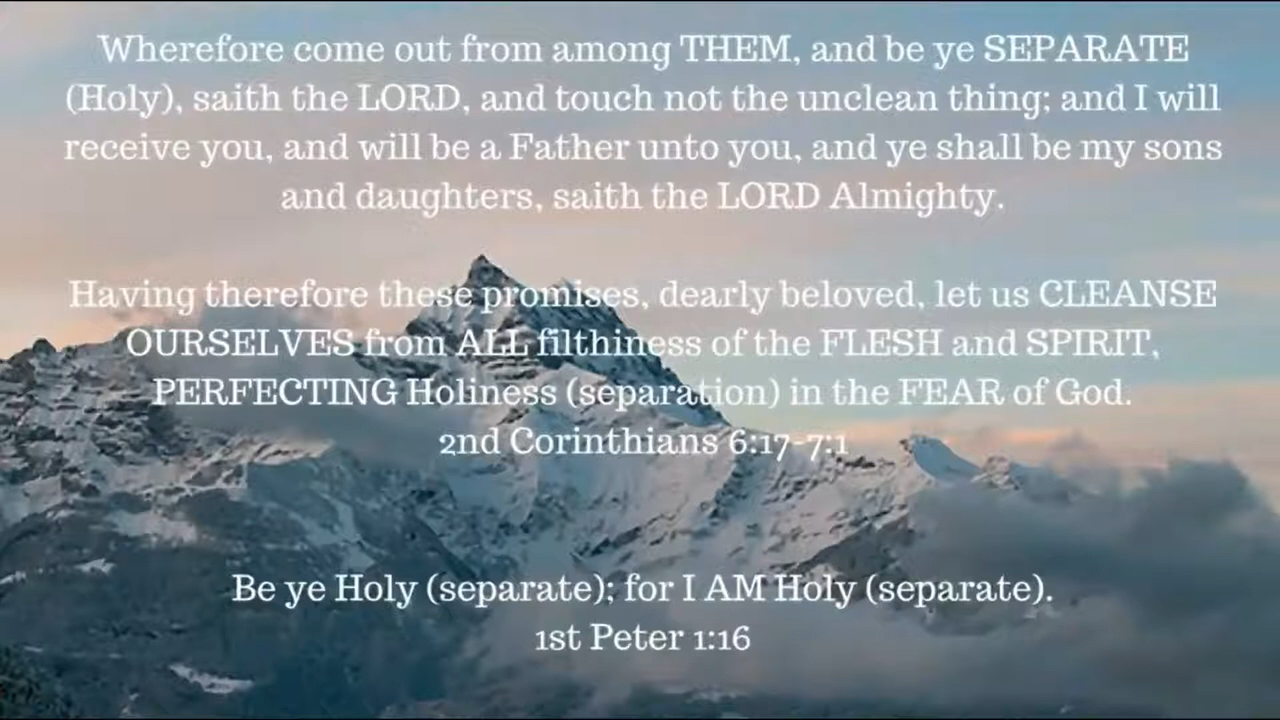 Wherefore come out from among THEM, and be ye SEPARATE
(Holy), saith the LORD, and touch not the unclean thing; and I will
receive you, and will be a Father unto you, and ye shall be my sons
and daughters, saith the LORD Almighty.
Having therefore these promises, dearly beloved, let us CLEANSE
OURSELVES from ALL filthiness of the FLESH and SPIRIT,
PERFECTING Holiness (separation) in the FEAR of God.
2nd Corinthians 6:17-7:1
Be ye Holy (separate); for I AM Holy (separate).
1st Peter 1:16